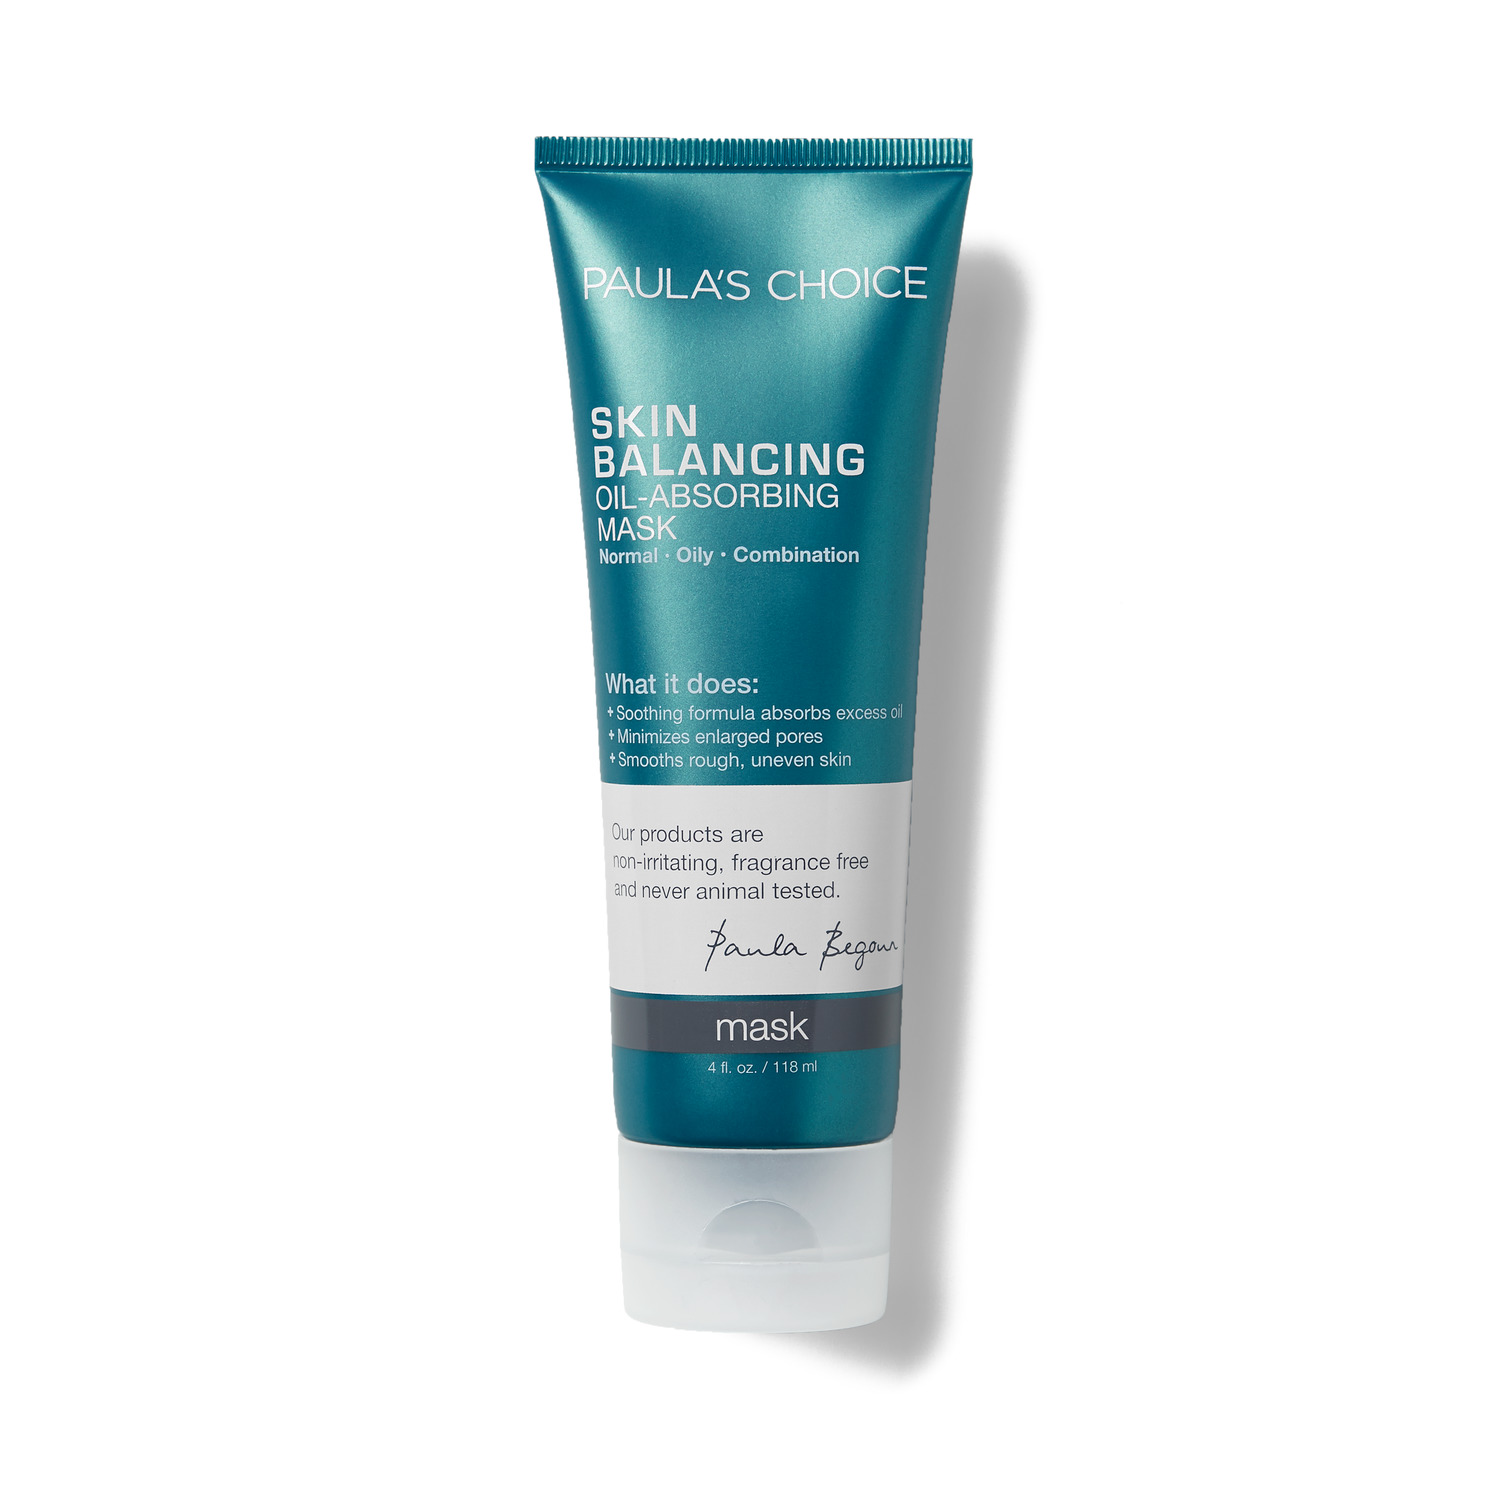 PAULA'S CHOICE
SKIN
BALANCING
OIL-ABSORBING
MASK
Normal · Oily · Combination
What it does:
+ Soothing formula absorbs excess oil
+ Minimizes enlarged pores
+ Smooths rough, uneven skin
Our products are
non-irritating, fragrance free
and never animal tested.
Paula Begoun
mask
4 fl. oz. / 118 ml